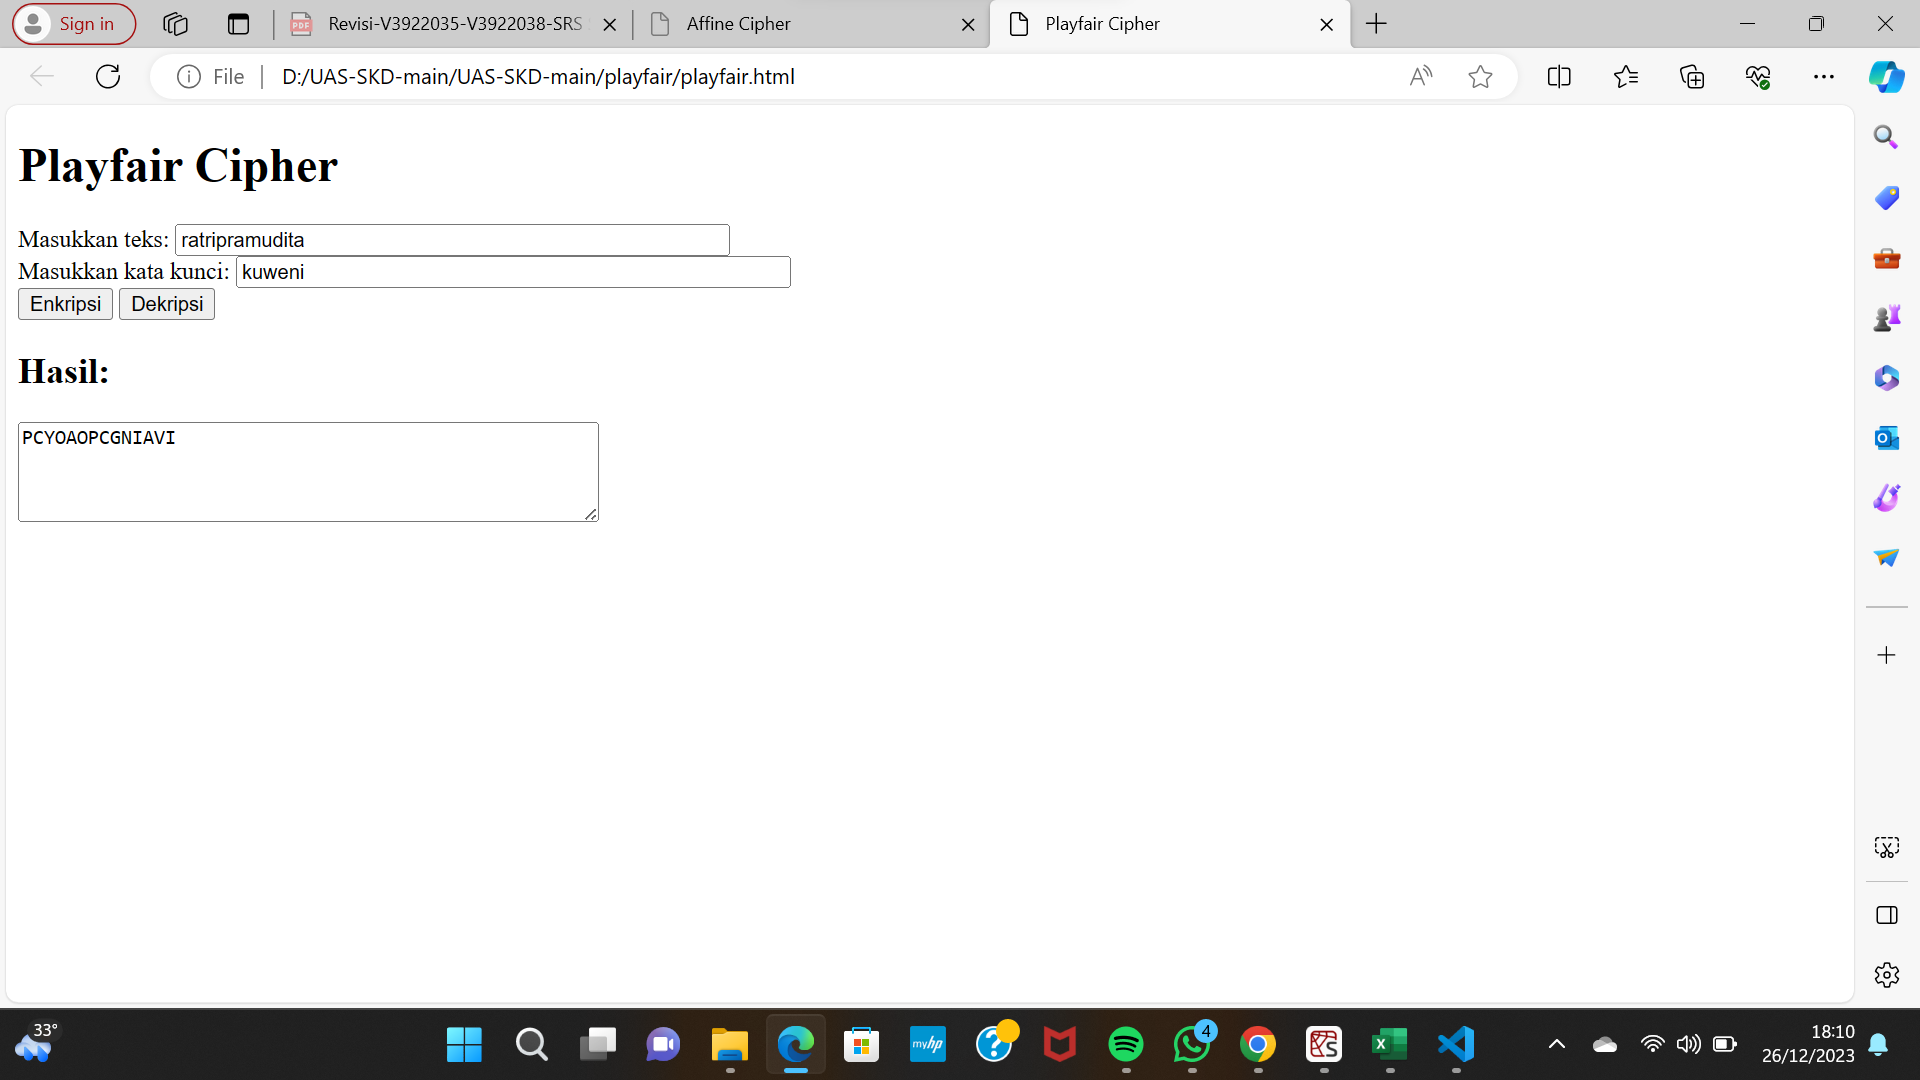 Sign in
Revisi-V3922035-V3922038-SRS
Affine Cipher
Playfair Cipher
File
D:/UAS-SKD-main/UAS-SKD-main/playfair/playfair.html
Playfair Cipher
Masukkan teks: ratripramudita
Masukkan kata kunci: kuweni
Enkripsi Dekripsi
Hasil:
PCYOAOPCGNIAVI
33°
myhp
4
18:10
26/12/2023